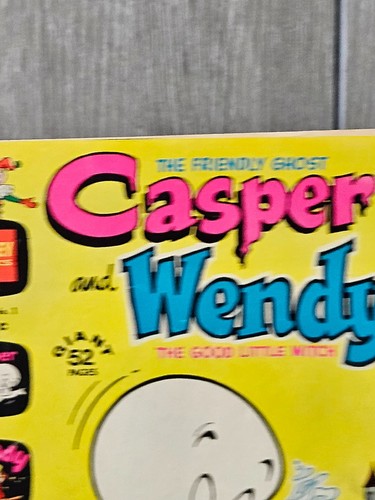 THE FRIENDLY GHOST
Casper
and
Wendy
GIANT
52
PAGES
THE GOOD LITTLE WITCH